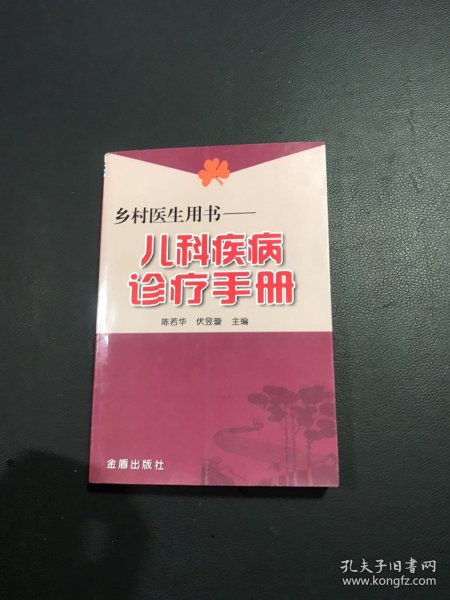 乡村医生用书——
儿科疾病
诊疗手册
陈若华 伏昱璇 主编
金盾出版社
孔夫子旧书网
www.kongfz.com